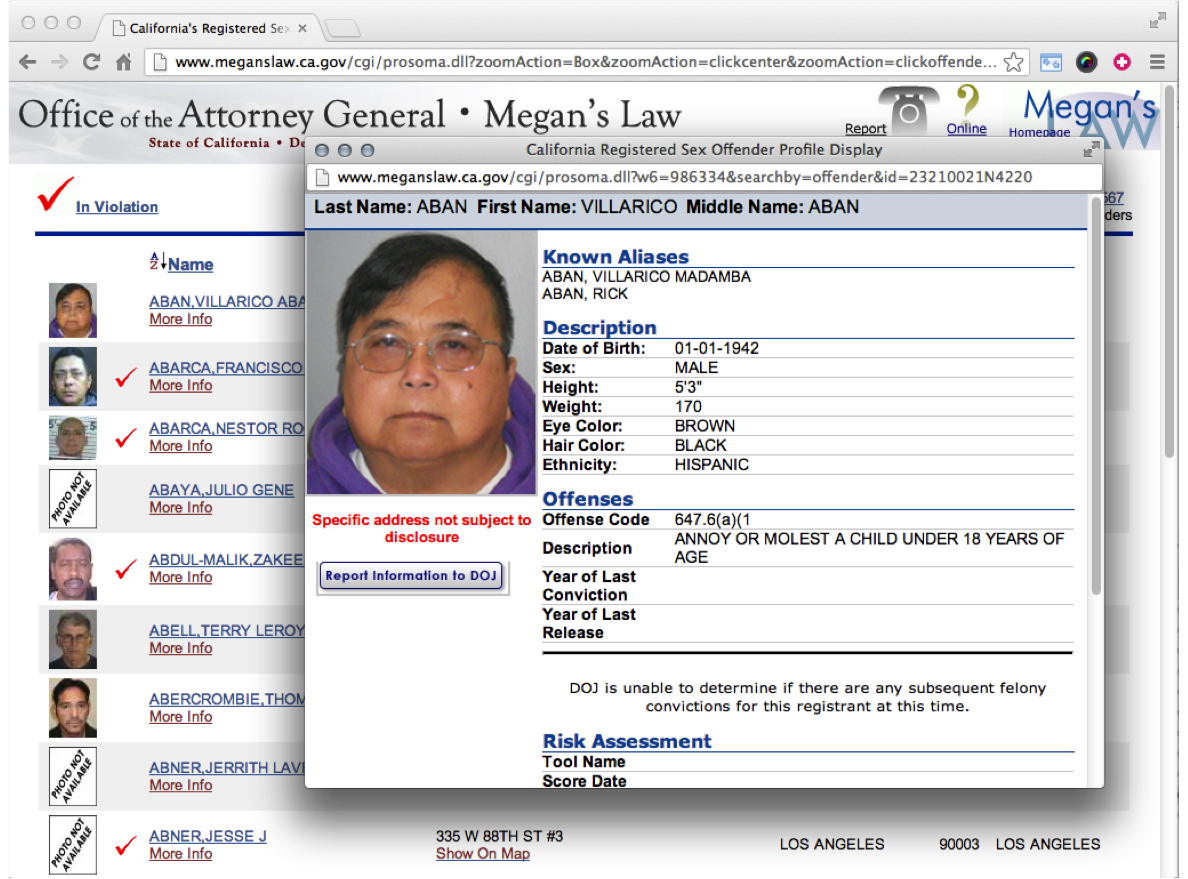 California's Registered Sex
www.meganslaw.ca.gov/cgi/prosoma.dll?zoomAction=Box&zoomAction=clickcenter&zoomAction=clickoffende...
Office of the Attorney General • Megan's Law
State of California • De
Report
Online
Megan's
LAW
Homepage
In Violation
567
ders
Name
ABAN,VILLARICO ABA
More Info
ABARCA,FRANCISCO
More Info
ABARCA,NESTOR RO
More Info
PHOTO NOT AVAILABLE
ABAYA,JULIO GENE
More Info
ABDUL-MALIK,ZAKEE
More Info
ABELL,TERRY LEROY
More Info
ABERCROMBIE,THOM
More Info
PHOTO NOT AVAILABLE
ABNER,JERRITH LAVE
More Info
PHOTO NOT AVAILABLE
ABNER,JESSE J 335 W 88TH ST #3 LOS ANGELES 90003 LOS ANGELES
More Info Show On Map
California Registered Sex Offender Profile Display
www.meganslaw.ca.gov/cgi/prosoma.dll?w6=986334&searchby=offender&id=23210021N4220
Last Name: ABAN First Name: VILLARICO Middle Name: ABAN
Specific address not subject to
disclosure
Report Information to DOJ
Known Aliases
ABAN, VILLARICO MADAMBA
ABAN, RICK
Description
Date of Birth: 01-01-1942
Sex: MALE
Height: 5'3"
Weight: 170
Eye Color: BROWN
Hair Color: BLACK
Ethnicity: HISPANIC
Offenses
Offense Code 647.6(a)(1
Description ANNOY OR MOLEST A CHILD UNDER 18 YEARS OF
AGE
Year of Last
Conviction
Year of Last
Release
DOJ is unable to determine if there are any subsequent felony
convictions for this registrant at this time.
Risk Assessment
Tool Name
Score Date